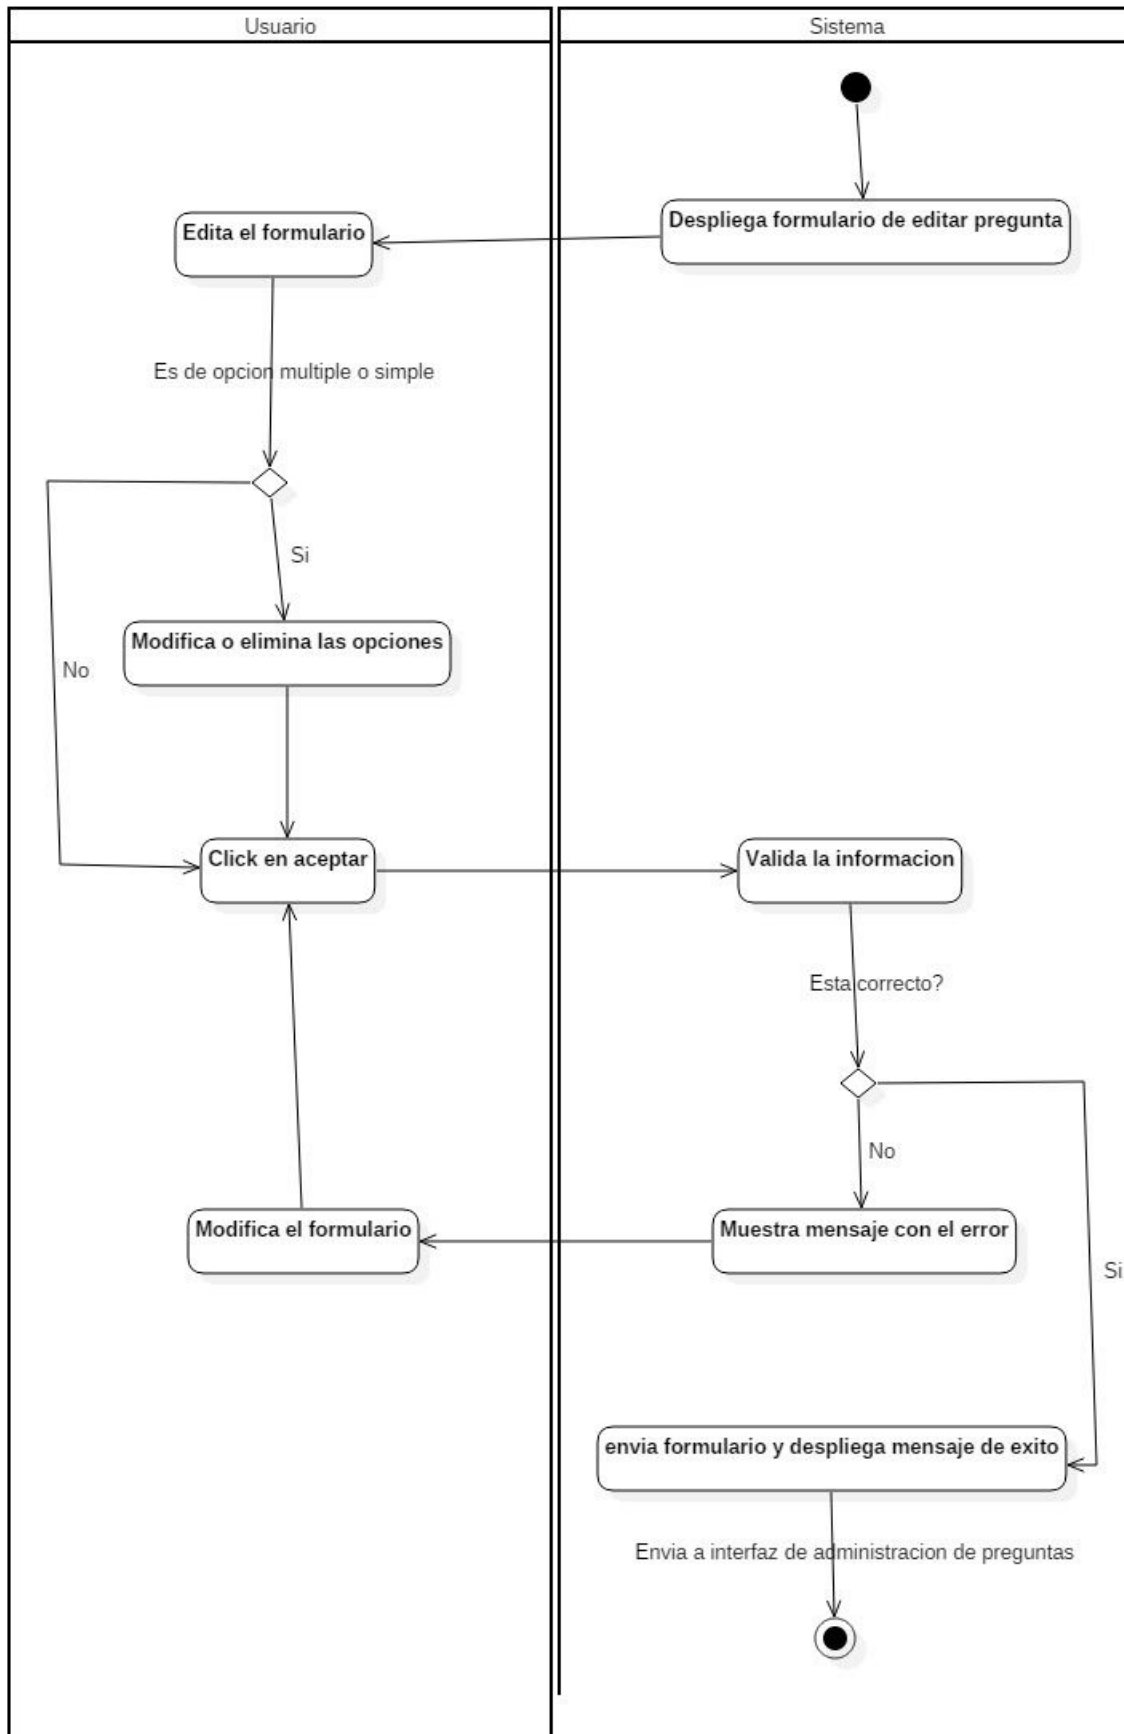 Usuario
Sistema
Despliega formulario de editar pregunta
Edita el formulario
Es de opcion multiple o simple
Si
Modifica o elimina las opciones
No
Click en aceptar
Valida la informacion
Esta correcto?
No
Muestra mensaje con el error
Modifica el formulario
Si
envia formulario y despliega mensaje de exito
Envia a interfaz de administracion de preguntas